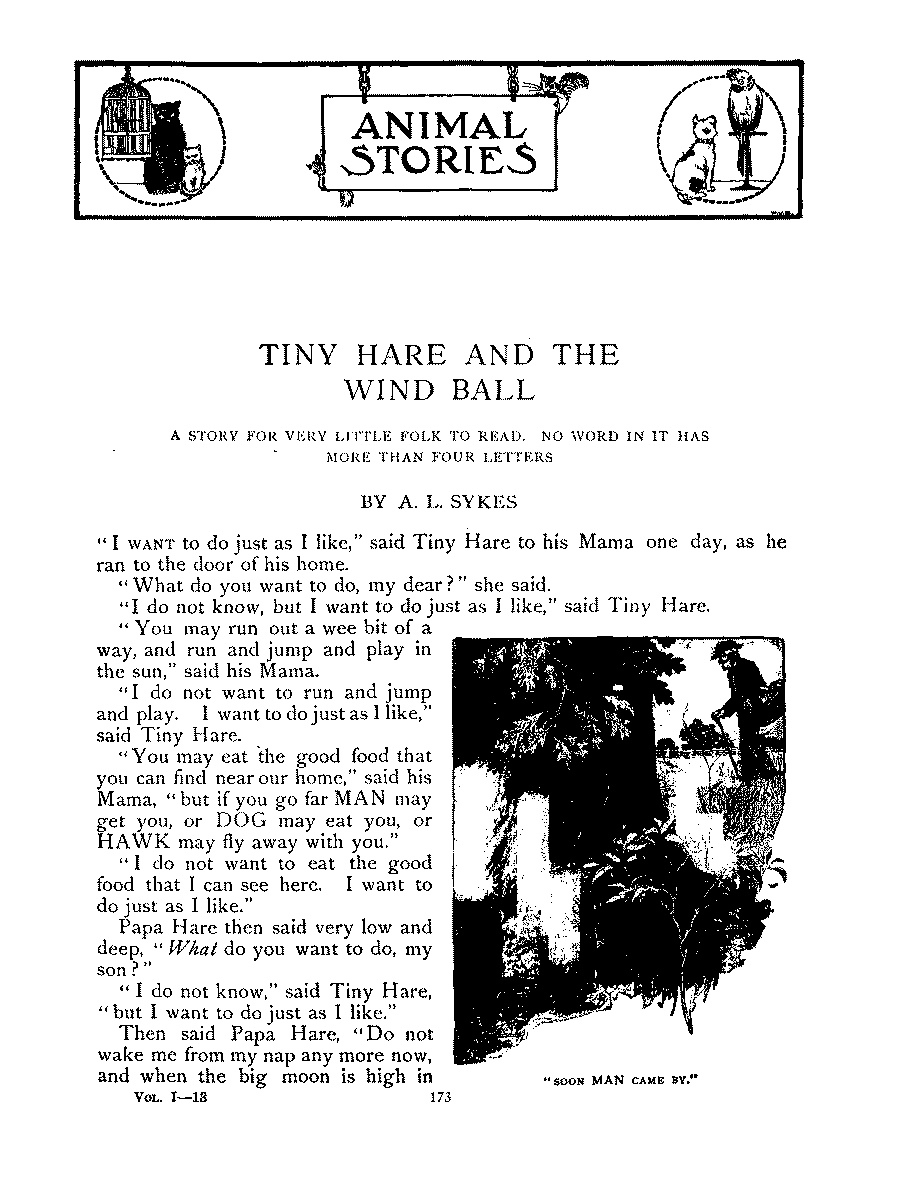 ANIMAL
STORIES
TINY HARE AND THE
WIND BALL
A STORY FOR VERY LITTLE FOLK TO READ. NO WORD IN IT HAS
MORE THAN FOUR LETTERS
BY A. L. SYKES
"I WANT to do just as I like," said Tiny Hare to his Mama one day, as he
ran to the door of his home.
"What do you want to do, my dear?" she said.
"I do not know, but I want to do just as I like," said Tiny Hare.
"You may run out a wee bit of a
way, and run and jump and play in
the sun," said his Mama.
"I do not want to run and jump
and play. I want to do just as I like,"
said Tiny Hare.
"You may eat the good food that
you can find near our home," said his
Mama, "but if you go far MAN may
get you, or DOG may eat you, or
HAWK may fly away with you."
"I do not want to eat the good
food that I can see here. I want to
do just as I like."
Papa Hare then said very low and
deep, "What do you want to do, my
son?"
"I do not know," said Tiny Hare,
"but I want to do just as I like."
Then said Papa Hare, "Do not
wake me from my nap any more now,
and when the big moon is high in
"SOON MAN CAME BY."
VOL. I—13
173